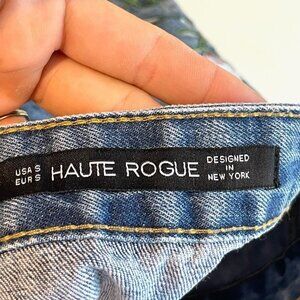 USA S
EUR S
HAUTE ROGUE
DESIGNED
IN
NEW YORK